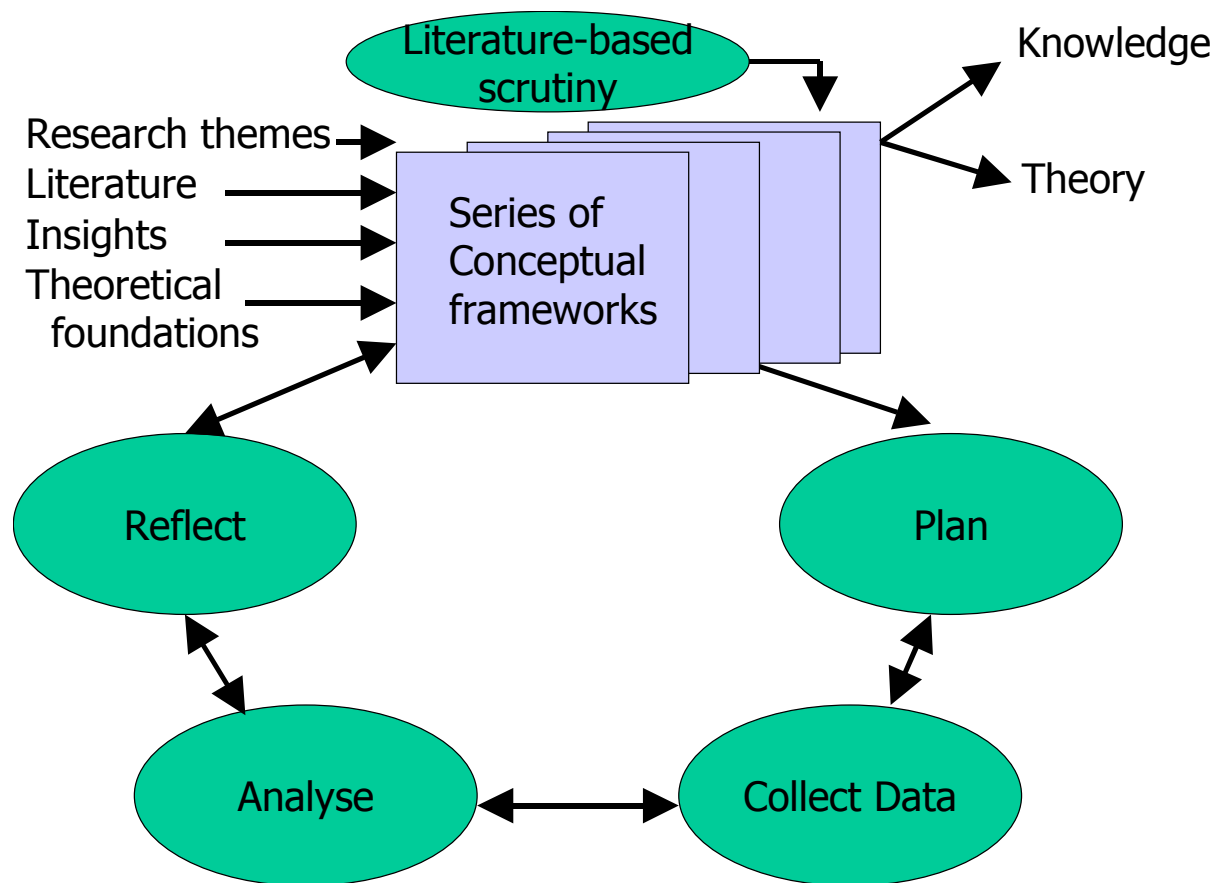 Literature-based
scrutiny
Knowledge
Theory
Research themes
Literature
Insights
Theoretical
foundations
Series of
Conceptual
frameworks
Reflect
Plan
Analyse
Collect Data